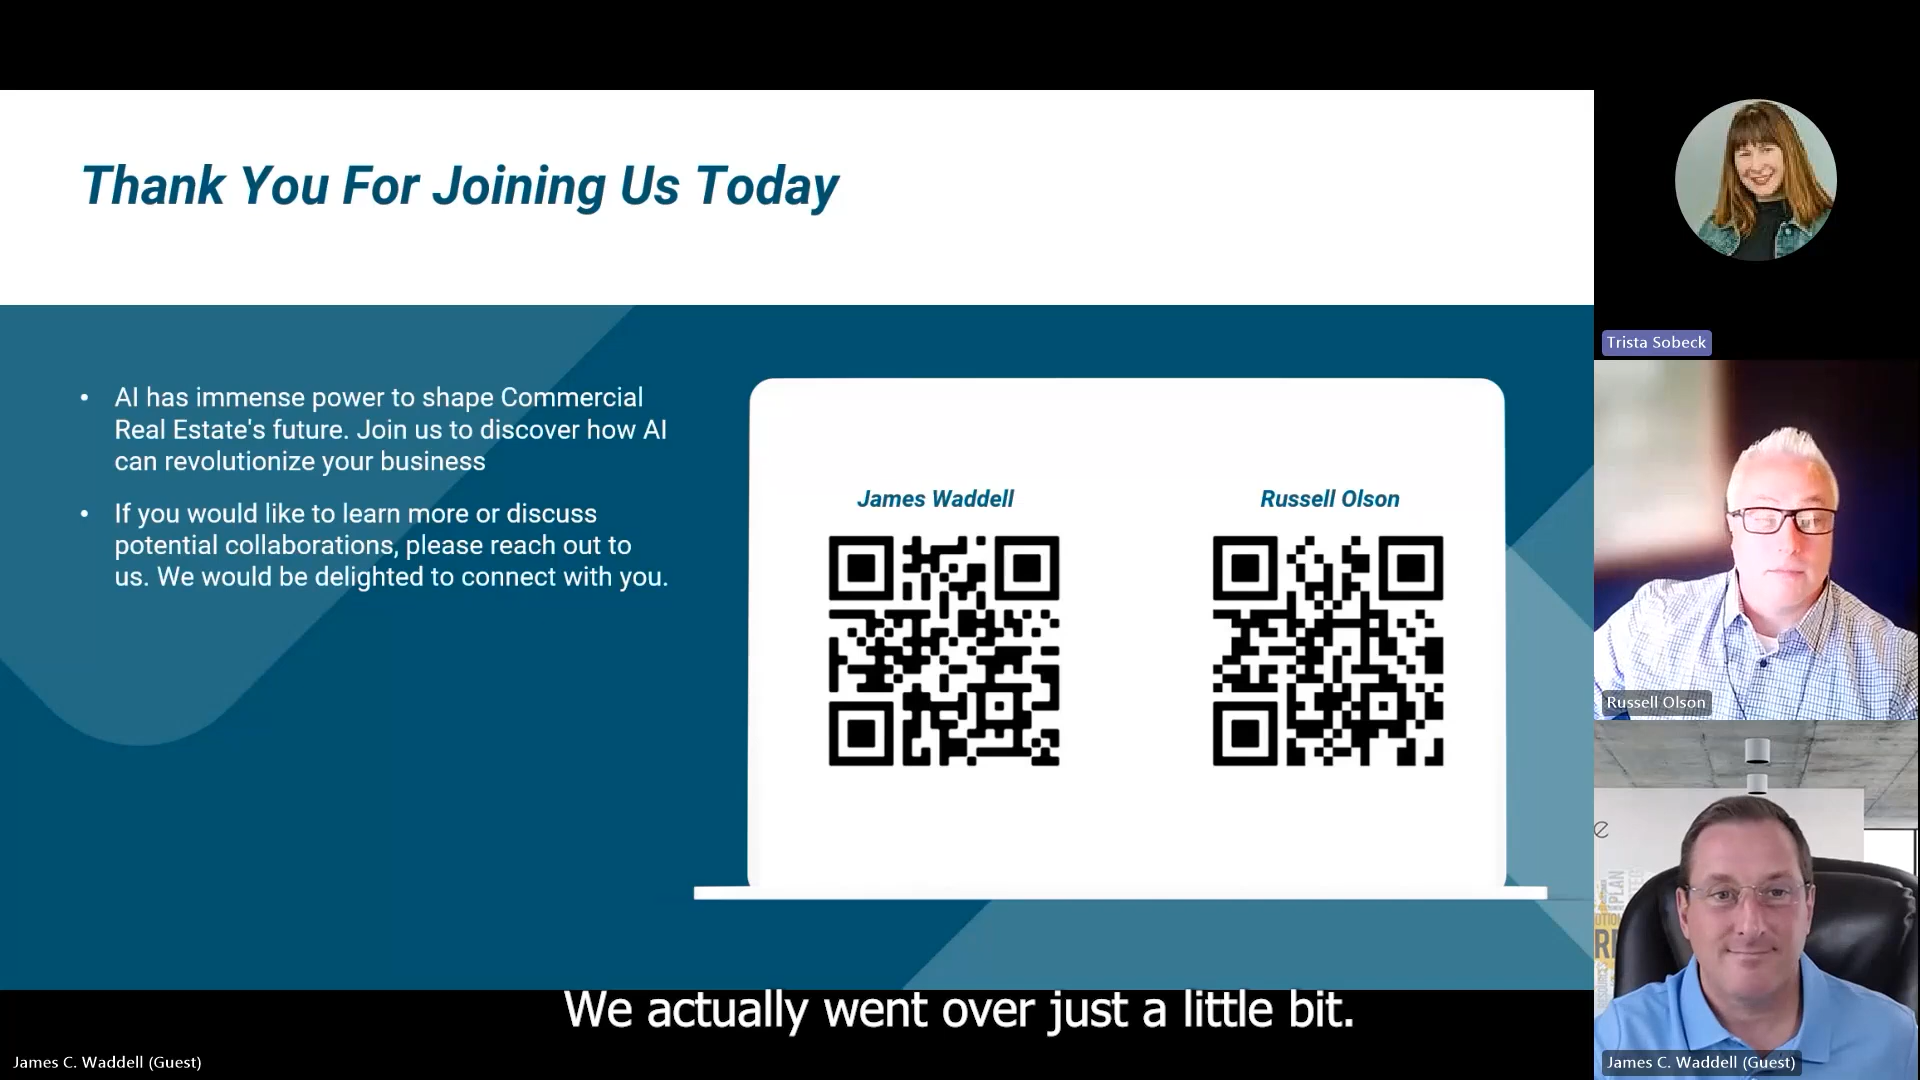 Thank You For Joining Us Today
AI has immense power to shape Commercial
Real Estate's future. Join us to discover how AI
can revolutionize your business
If you would like to learn more or discuss
potential collaborations, please reach out to
us. We would be delighted to connect with you.
James Waddell
Russell Olson
Trista Sobeck
Russell Olson
PLAN
James C. Waddell (Guest)
We actually went over just a little bit.
James C. Waddell (Guest)